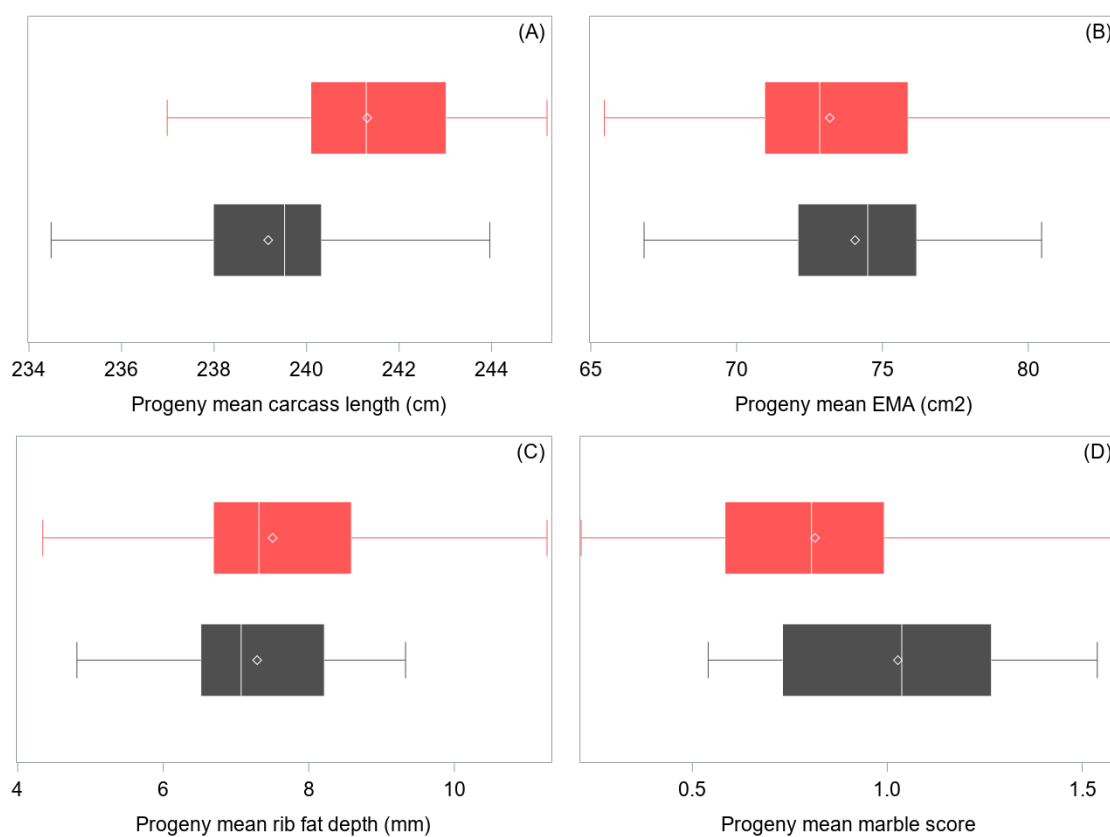 (A)
234 236 238 240 242 244
Progeny mean carcass length (cm)
(B)
65 70 75 80
Progeny mean EMA (cm2)
(C)
4 6 8 10
Progeny mean rib fat depth (mm)
(D)
0.5 1.0 1.5
Progeny mean marble score